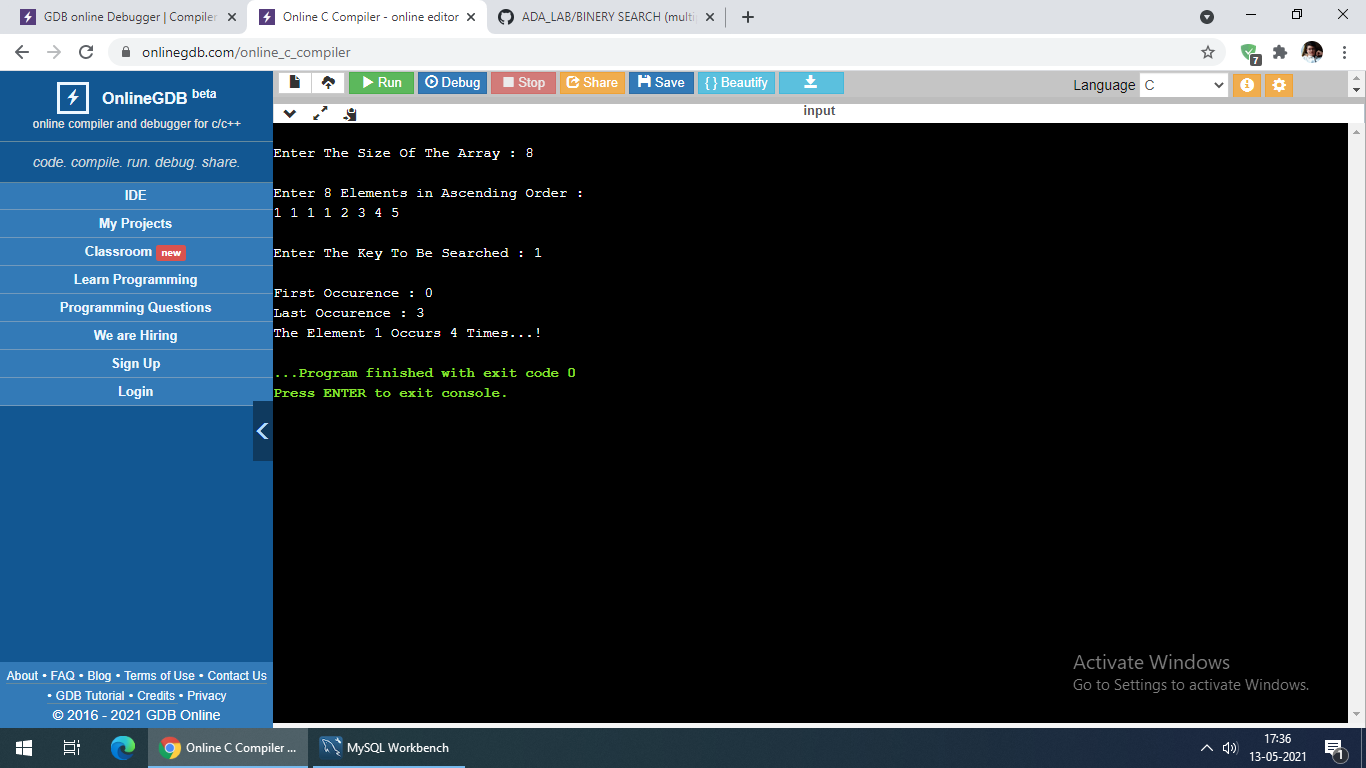 GDB online Debugger | Compiler
Online C Compiler - online editor
ADA_LAB/BINERY SEARCH (multi
onlinegdb.com/online_c_compiler
7
OnlineGDB beta
online compiler and debugger for c/c++
code. compile. run. debug. share.
IDE
My Projects
Classroom new
Learn Programming
Programming Questions
We are Hiring
Sign Up
Login
About • FAQ • Blog • Terms of Use • Contact Us
• GDB Tutorial • Credits • Privacy
© 2016 - 2021 GDB Online
Run Debug Stop Share Save { } Beautify
Language C
input
Enter The Size Of The Array : 8
Enter 8 Elements in Ascending Order :
1 1 1 1 2 3 4 5
Enter The Key To Be Searched : 1
First Occurence : 0
Last Occurence : 3
The Element 1 Occurs 4 Times...!
...Program finished with exit code 0
Press ENTER to exit console.
Activate Windows
Go to Settings to activate Windows.
Online C Compiler ...
MySQL Workbench
17:36
13-05-2021
1